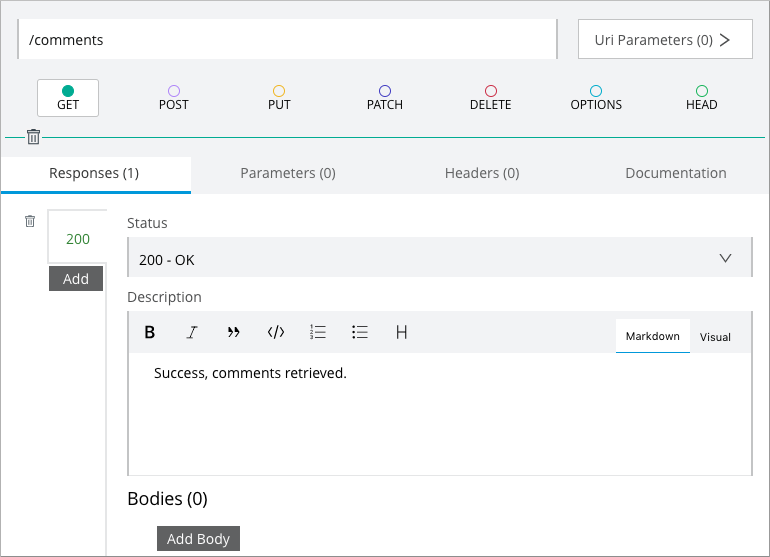 /comments
Uri Parameters (0)
GET POST PUT PATCH DELETE OPTIONS HEAD
Responses (1) Parameters (0) Headers (0) Documentation
200
Add
Status
200 - OK
Description
B I </> H Markdown Visual
Success, comments retrieved.
Bodies (0)
Add Body